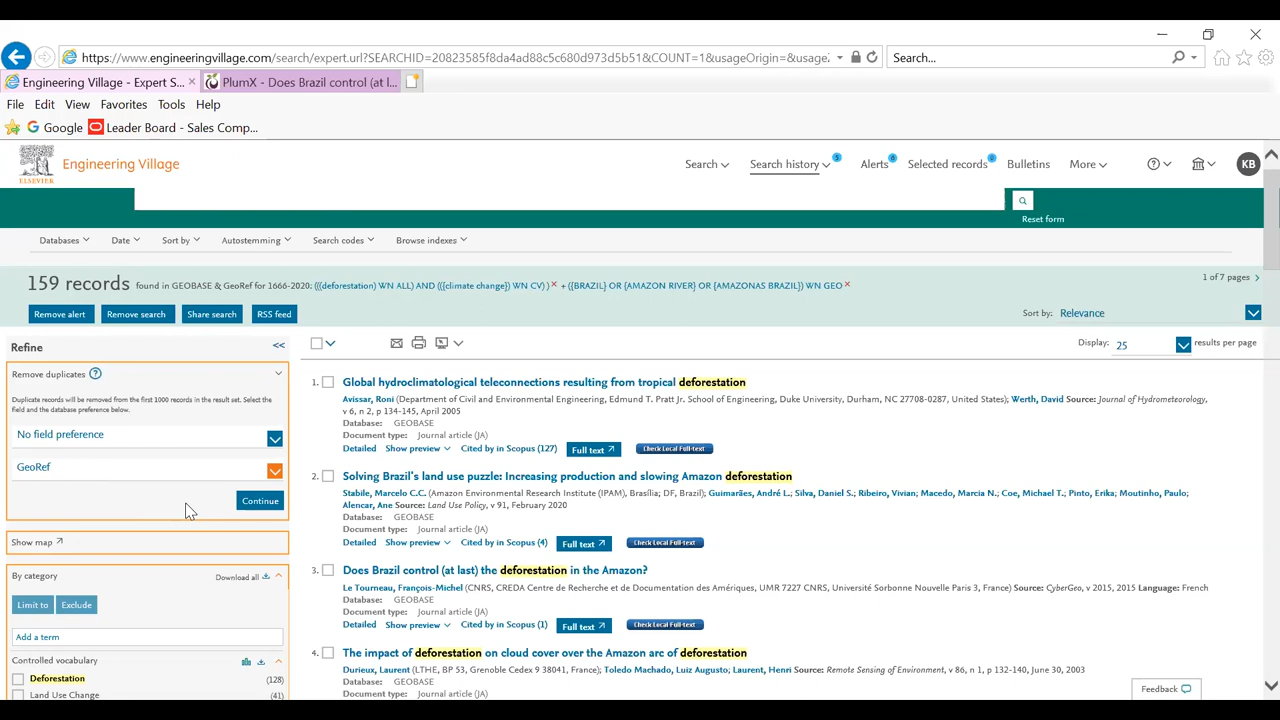 https://www.engineeringvillage.com/search/expert.url?SEARCHID=20823585f8da4ad88c5c680d973d5b51&COUNT=1&usageOrigin=&usageZ
Search...
Engineering Village - Expert S...
PlumX - Does Brazil control (at l...
File Edit View Favorites Tools Help
Google Leader Board - Sales Comp...
ELSEVIER
Engineering Village
Search
Search history 5
Alerts 6
Selected records 0
Bulletins
More
KB
Reset form
Databases Date Sort by Autostemming Search codes Browse indexes
159 records found in GEOBASE & GeoRef for 1666-2020: (((deforestation) WN ALL) AND (({climate change}) WN CV) ) × + ({BRAZIL} OR {AMAZON RIVER} OR {AMAZONAS BRAZIL}) WN GEO ×
1 of 7 pages >
Remove alert Remove search Share search RSS feed
Sort by: Relevance
Refine <<
Display: 25 results per page
Remove duplicates ?
Duplicate records will be removed from the first 1000 records in the result set. Select the
field and the database preference below.
No field preference
GeoRef
Continue
Show map
By category Download all
Limit to Exclude
Add a term
Controlled vocabulary
Deforestation (128)
Land Use Change (41)
1. Global hydroclimatological teleconnections resulting from tropical deforestation
Avissar, Roni (Department of Civil and Environmental Engineering, Edmund T. Pratt Jr. School of Engineering, Duke University, Durham, NC 27708-0287, United States); Werth, David Source: Journal of Hydrometeorology,
v 6, n 2, p 134-145, April 2005
Database: GEOBASE
Document type: Journal article (JA)
Detailed Show preview Cited by in Scopus (127) Full text Check Local Full-text
2. Solving Brazil's land use puzzle: Increasing production and slowing Amazon deforestation
Stabile, Marcelo C.C. (Amazon Environmental Research Institute (IPAM), Brasília; DF, Brazil); Guimarães, André L.; Silva, Daniel S.; Ribeiro, Vivian; Macedo, Marcia N.; Coe, Michael T.; Pinto, Erika; Moutinho, Paulo;
Alencar, Ane Source: Land Use Policy, v 91, February 2020
Database: GEOBASE
Document type: Journal article (JA)
Detailed Show preview Cited by in Scopus (4) Full text Check Local Full-text
3. Does Brazil control (at last) the deforestation in the Amazon?
Le Tourneau, François-Michel (CNRS, CREDA Centre de Recherche et de Documentation des Amériques, UMR 7227 CNRS, Université Sorbonne Nouvelle Paris 3, France) Source: CyberGeo, v 2015, 2015 Language: French
Database: GEOBASE
Document type: Journal article (JA)
Detailed Show preview Cited by in Scopus (1) Full text Check Local Full-text
4. The impact of deforestation on cloud cover over the Amazon arc of deforestation
Durieux, Laurent (LTHE, BP 53, Grenoble Cedex 9 38041, France); Toledo Machado, Luiz Augusto; Laurent, Henri Source: Remote Sensing of Environment, v 86, n 1, p 132-140, June 30, 2003
Database: GEOBASE
Document type: Journal article (JA)
Feedback